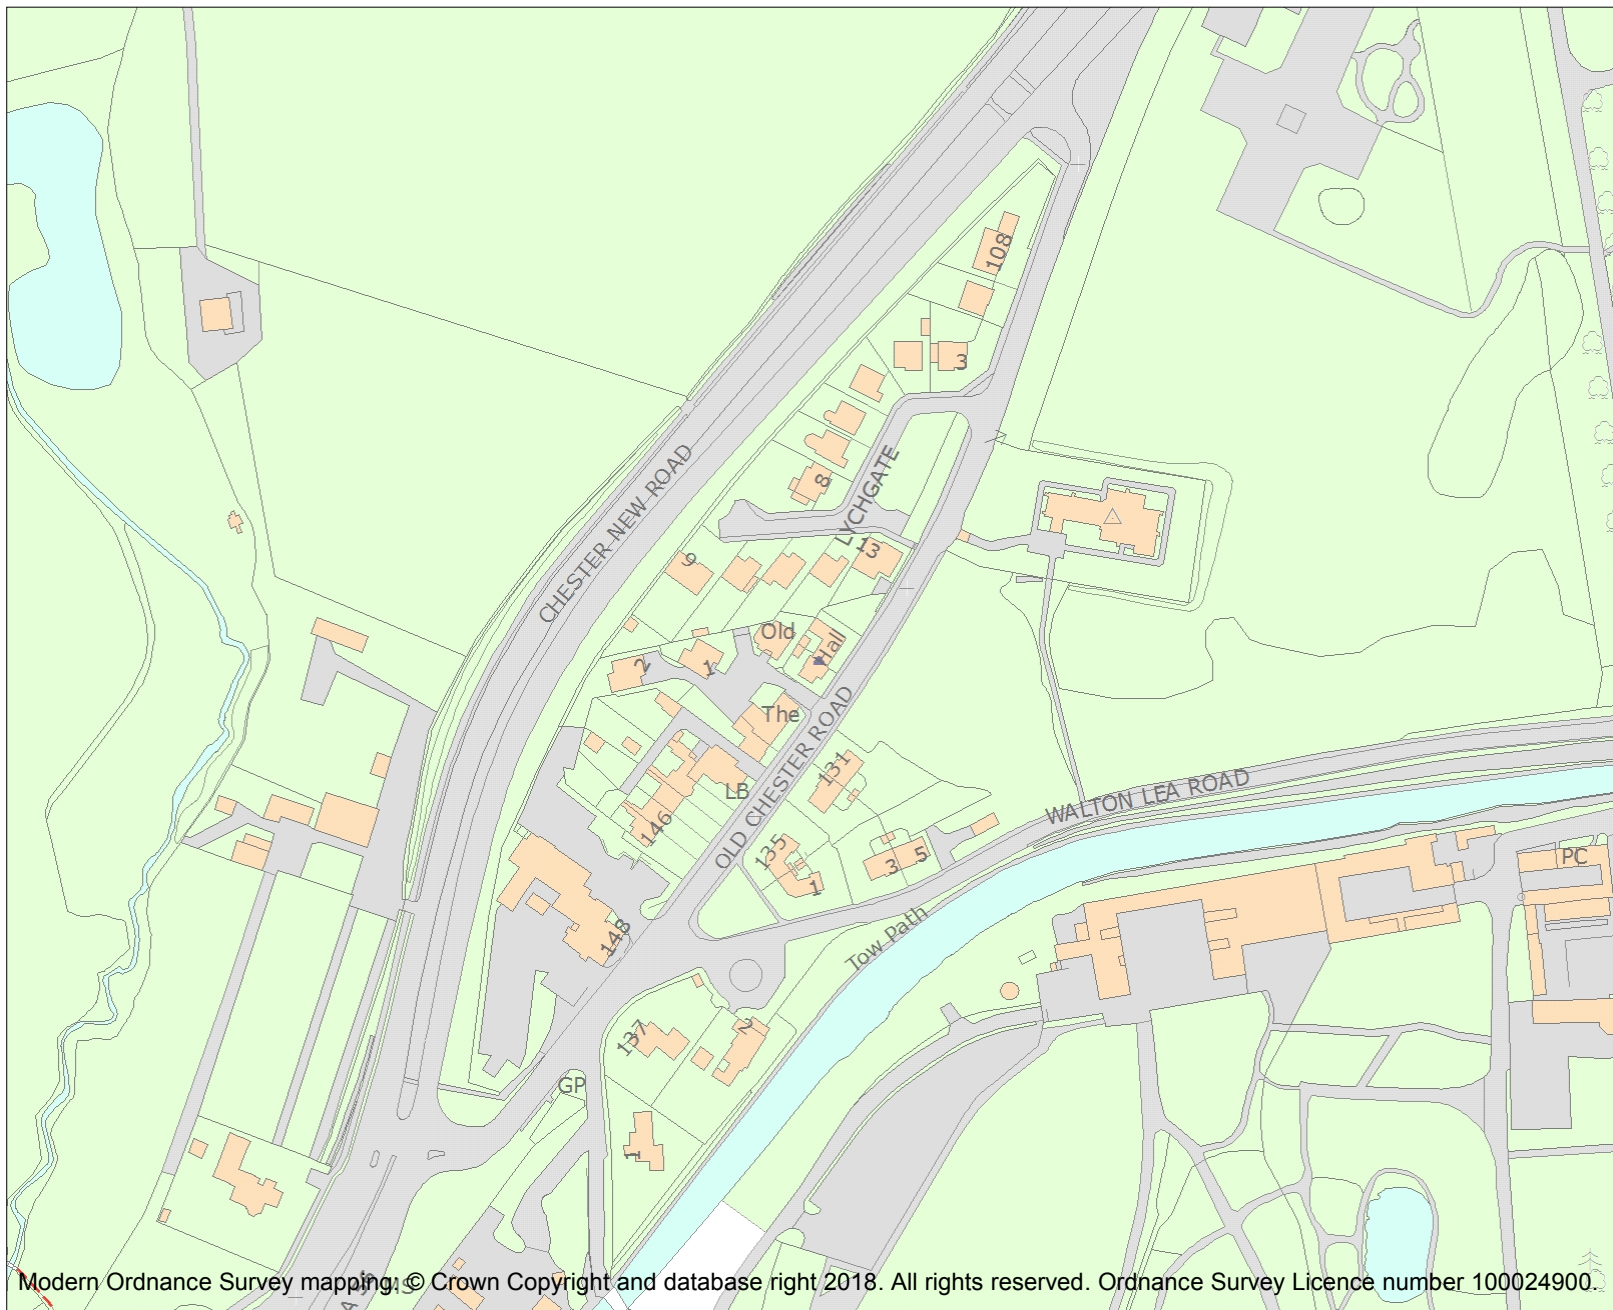 108
3
CHESTER NEW ROAD
8
LYCHGATE
9
13
Old
Hall
2
1
The
131
LB
OLD CHESTER ROAD
WALTON LEA ROAD
146
135
1
3
5
PC
148
Tow Path
137
2
GP
1
MS
Modern Ordnance Survey mapping: © Crown Copyright and database right 2018. All rights reserved. Ordnance Survey Licence number 100024900.